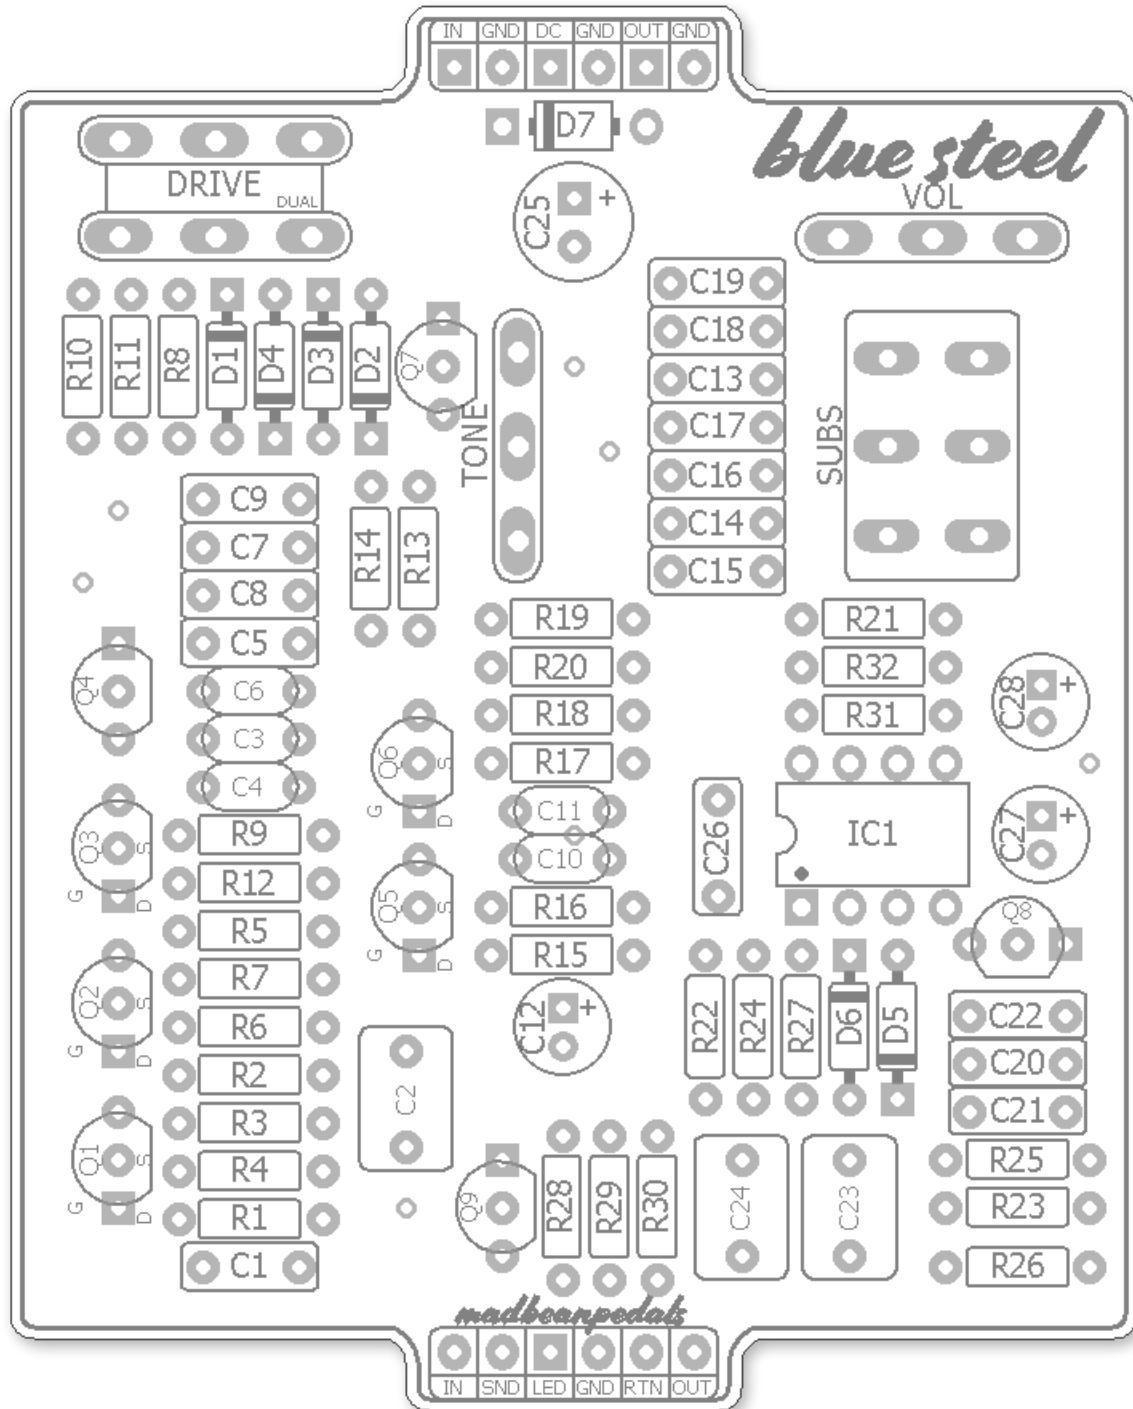 IN GND DC GND OUT GND
D7
blue steel
DRIVE
DUAL
VOL
C25 +
C19
C18
C13
C17
C16
C14
C15
R10 R11 R8 D1 D4 D3 D2 Q7
TONE
SUBS
C9
C7
C8
C5
C6
C3
C4
R14 R13
Q4
R19
R20
R18
R17
C11
C10
R16
R15
R21
R32
R31
C28 +
C27 +
Q6 S
G D
Q5 S
G D
C26
IC1
Q8
Q3 S
G D
Q2 S
G D
Q1 S
G D
R9
R12
R5
R7
R6
R2
R3
R4
R1
C1
C12 +
C2
R22 R24 R27 D6 D5
C22
C20
C21
R25
R23
R26
Q9
R28 R29 R30
C24 C23
madbeanpedals
IN SND LED GND RTN OUT